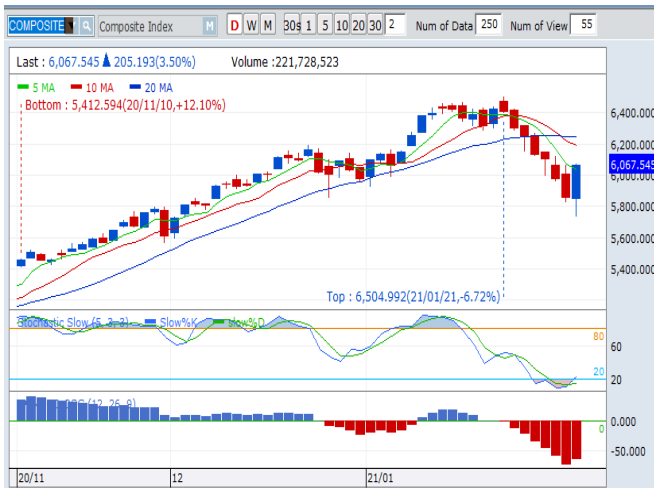 COMPOSITE Composite Index M D W M 30s 1 5 10 20 30 2 Num of Data 250 Num of View 55
Last : 6,067.545 ▲ 205.193(3.50%) Volume :221,728,523
5 MA 10 MA 20 MA
Bottom : 5,412.594(20/11/10,+12.10%)
6,400.000
6,200.000
6,067.545
6,000.000
5,800.000
5,600.000
5,400.000
Top : 6,504.992(21/01/21,-6.72%)
Stochastic Slow (5, 3, 3) Slow%K Slow%D
80
60
20
20
(12, 26, 9)
0.000
0
-50.000
20/11 12 21/01